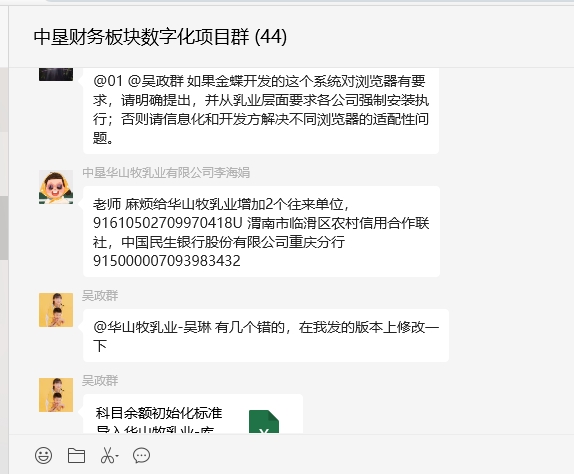 中垦财务板块数字化项目群 (44)
@01 @吴政群 如果金蝶开发的这个系统对浏览器有要
求，请明确提出，并从乳业层面要求各公司强制安装执
行；否则请信息化和开发方解决不同浏览器的适配性问
题。
中垦华山牧乳业有限公司李海娟
老师 麻烦给华山牧乳业增加2个往来单位，
91610502709970418U 渭南市临渭区农村信用合作联
社，中国民生银行股份有限公司重庆分行
915000007093983432
吴政群
@华山牧乳业-吴琳 有几个错的，在我发的版本上修改一
下
吴政群
科目余额初始化标准
导入华山牧乳业-库